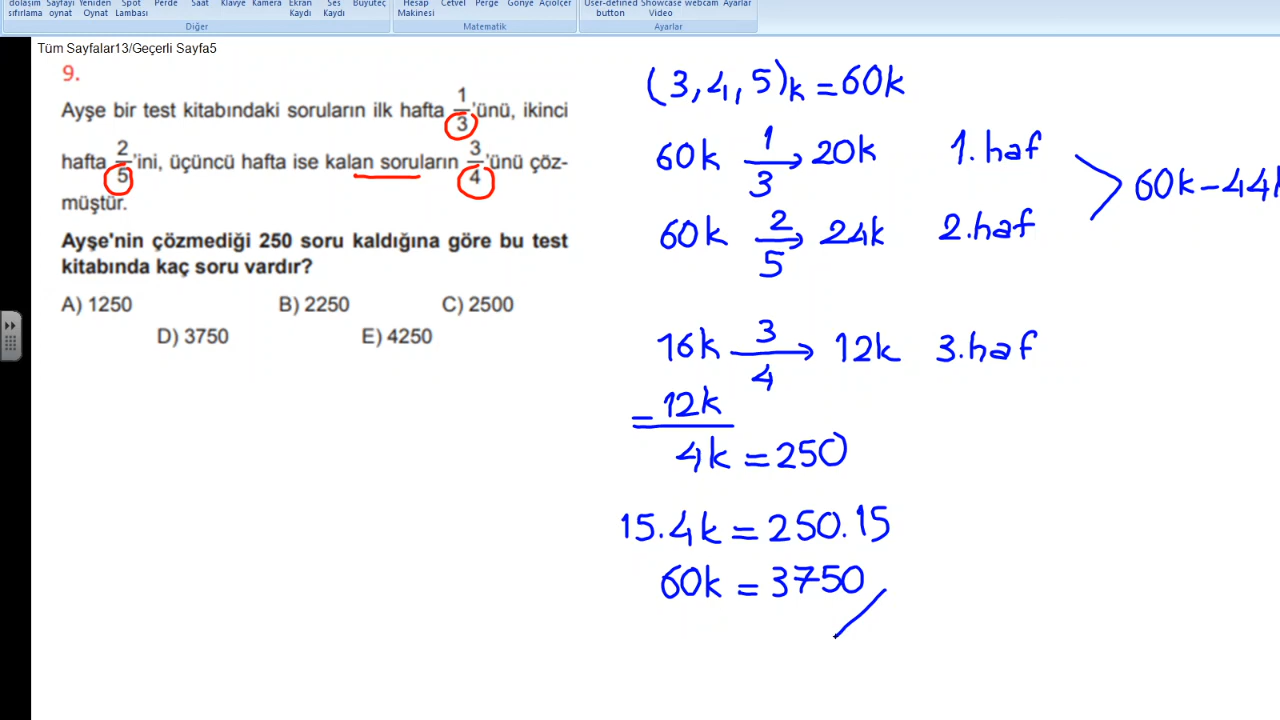 dolaşım Sayfayı Yeniden Spot Perde Saat Klavye Kamera Ekran Ses Büyüteç
sıfırlama oynat Oynat Lambası Kaydı Kaydı
Diğer
Hesap Cetvel Perge Gönye Açıölçer
Makinesi
Matematik
User-defined Showcase webcam Ayarlar
button Video
Ayarlar
Tüm Sayfalar13/Geçerli Sayfa5
9.
Ayşe bir test kitabındaki soruların ilk hafta 1/3'ünü, ikinci
hafta 2/5'ini, üçüncü hafta ise kalan soruların 3/4'ünü çöz-
müştür.
Ayşe'nin çözmediği 250 soru kaldığına göre bu test
kitabında kaç soru vardır?
A) 1250 B) 2250 C) 2500
D) 3750 E) 4250
(3,4,5)k=60k
60k 1/3 → 20k 1.haf
60k-44k
60k 2/5 → 24k 2.haf
16k 3/4 → 12k 3.haf
= 12k
4k = 250
15.4k = 250.15
60k = 3750